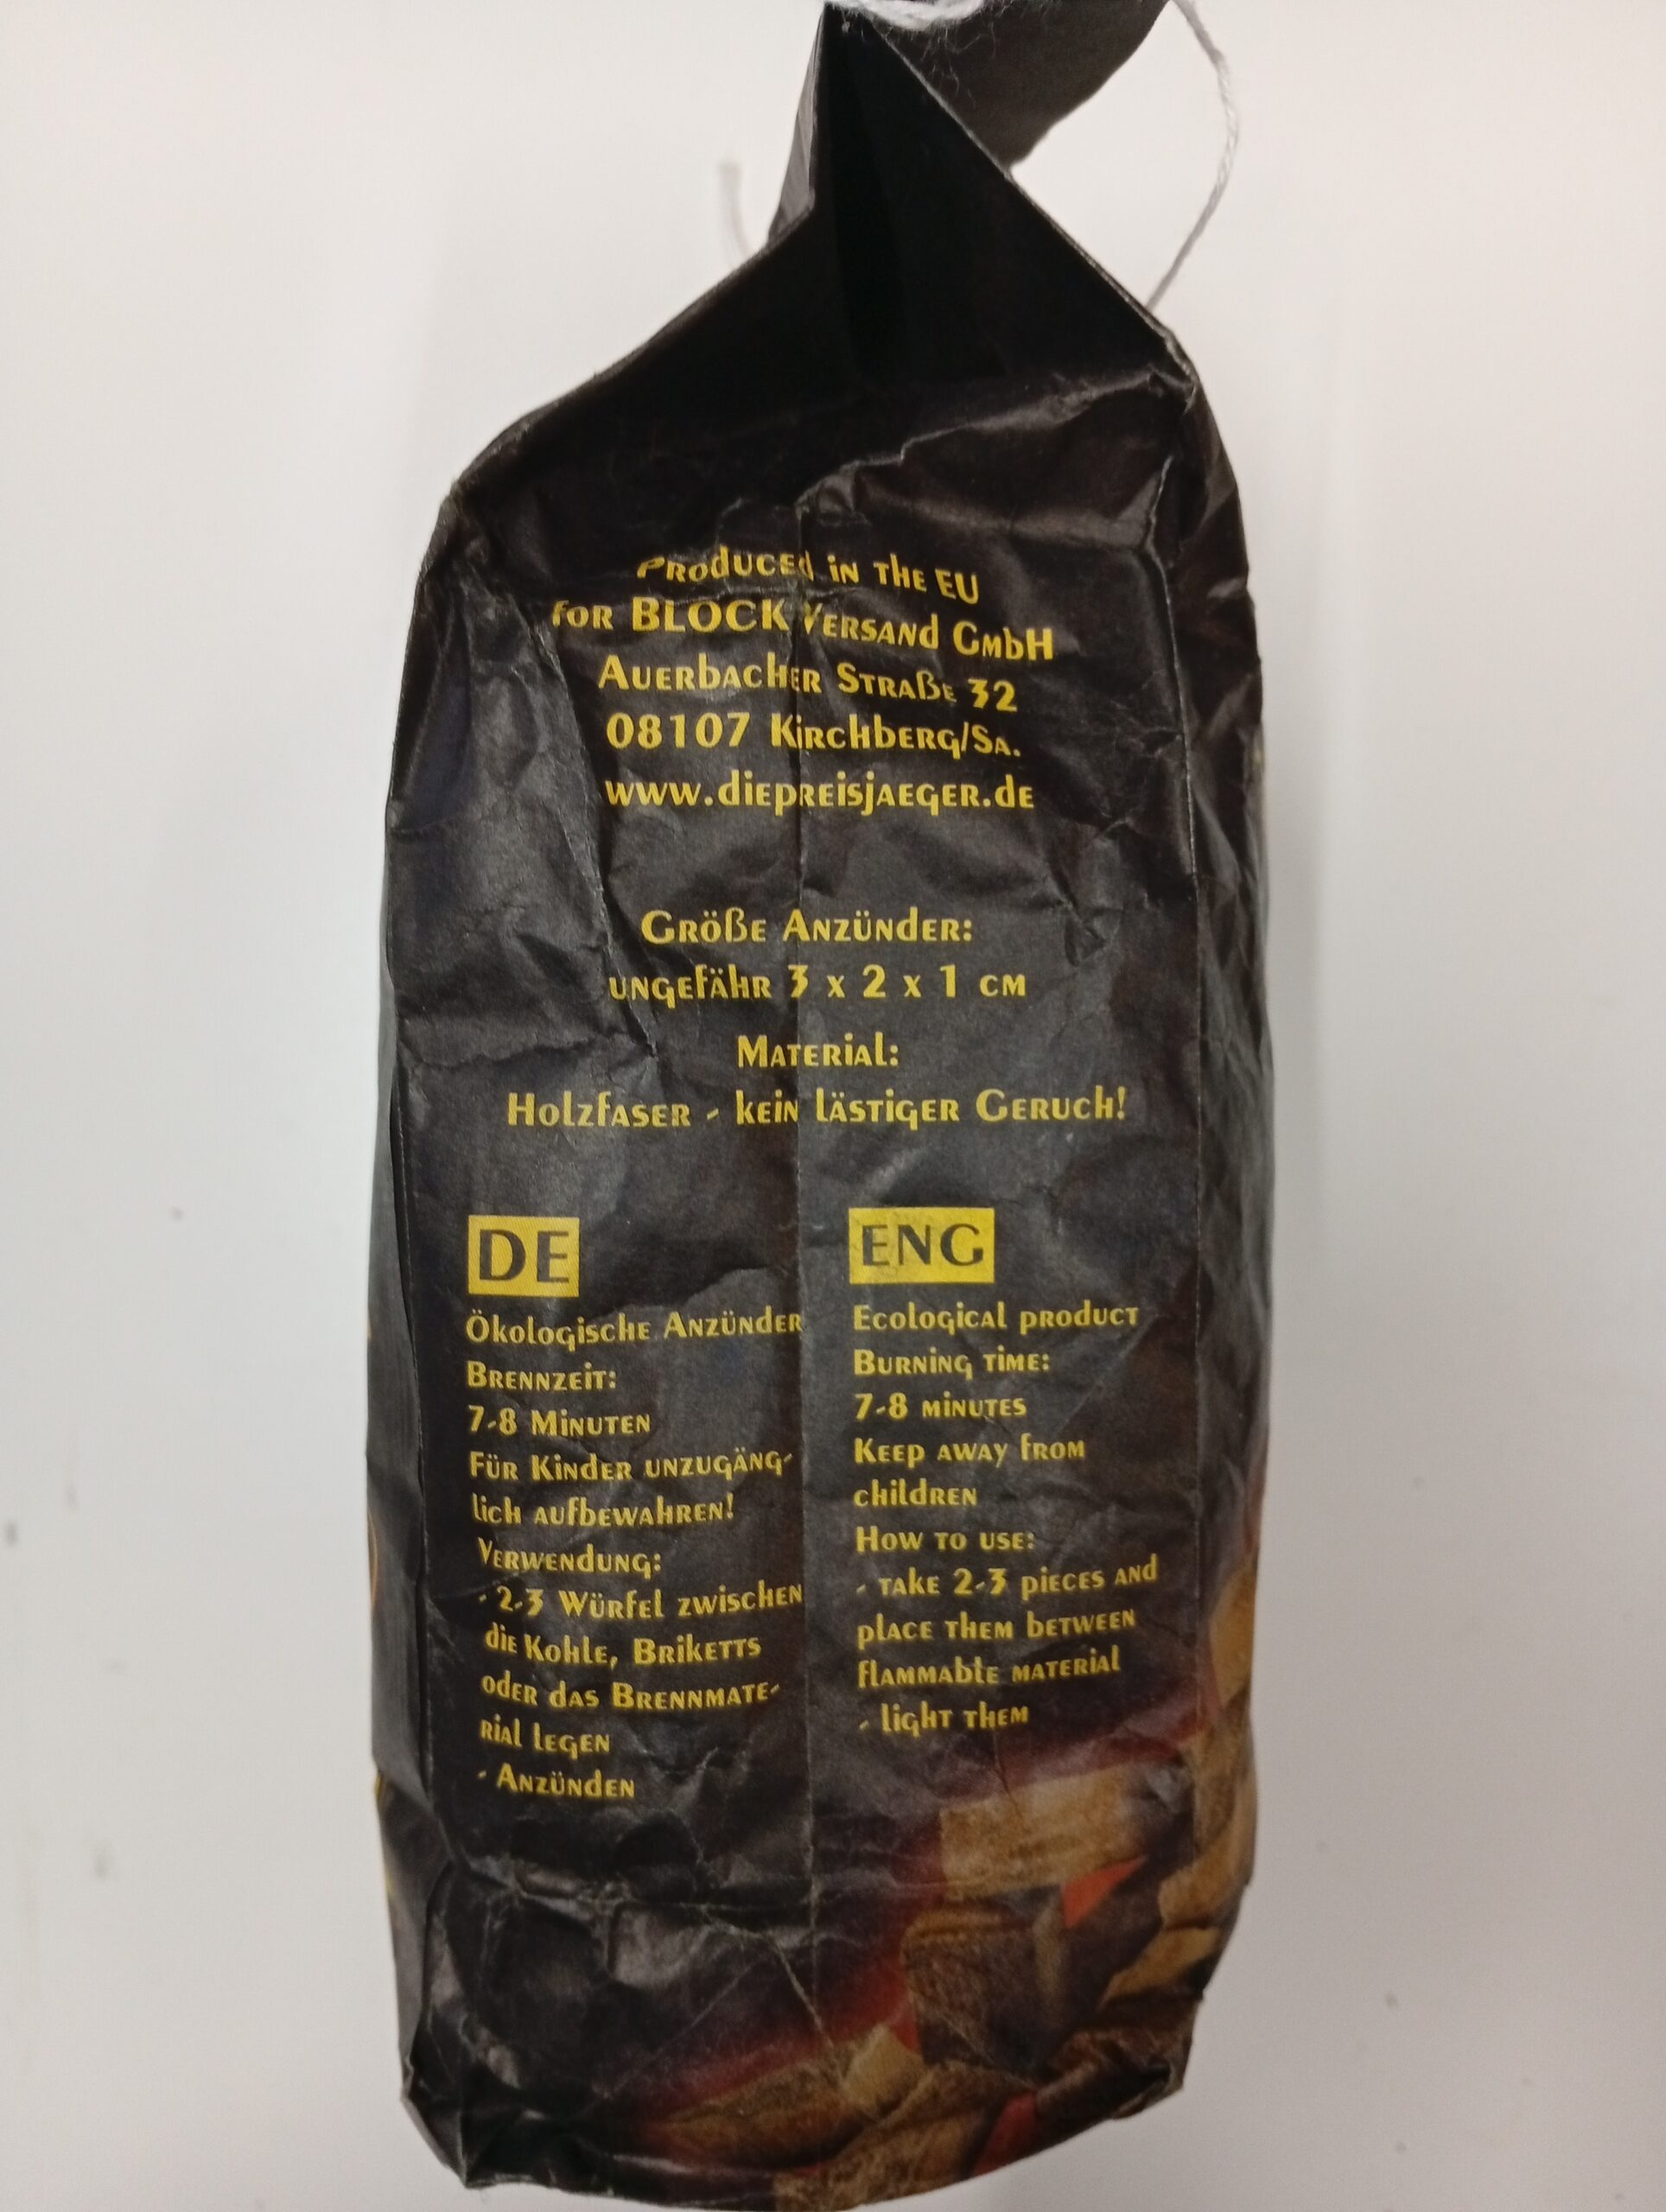 Produced in the EU
for BLOCK Versand GmbH
Auerbacher Straße 32
08107 Kirchberg/Sa.
www.diepreisjaeger.de
Größe Anzünder:
ungefähr 3 x 2 x 1 cm
Material:
Holzfaser - kein lästiger Geruch!
DE
Ökologische Anzünder
Brennzeit:
7-8 Minuten
Für Kinder unzugäng-
lich aufbewahren!
Verwendung:
- 2-3 Würfel zwischen
die Kohle, Briketts
oder das Brennmate-
rial legen
- Anzünden
ENG
Ecological product
Burning time:
7-8 minutes
Keep away from
children
How to use:
- take 2-3 pieces and
place them between
flammable material
- light them